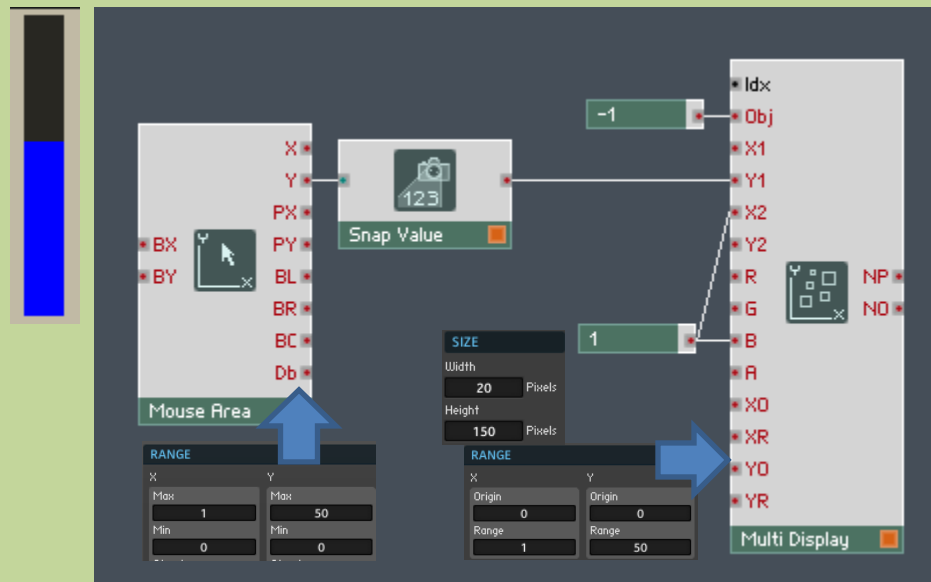 Idx
-1
Obj
X
X1
Y
Y1
123
PX
X2
Snap Value
BX
PY
Y2
Y
BY
BL
R
NP
X
Y
BR
G
X
NO
BC
SIZE
1
B
Width
Db
20 Pixels
A
Height
Mouse Area
XO
150 Pixels
XR
RANGE
RANGE
X Y
X Y
YO
Max Max
Origin Origin
1 50
0 0
YR
Min Min
Range Range
0 0
1 50
Multi Display